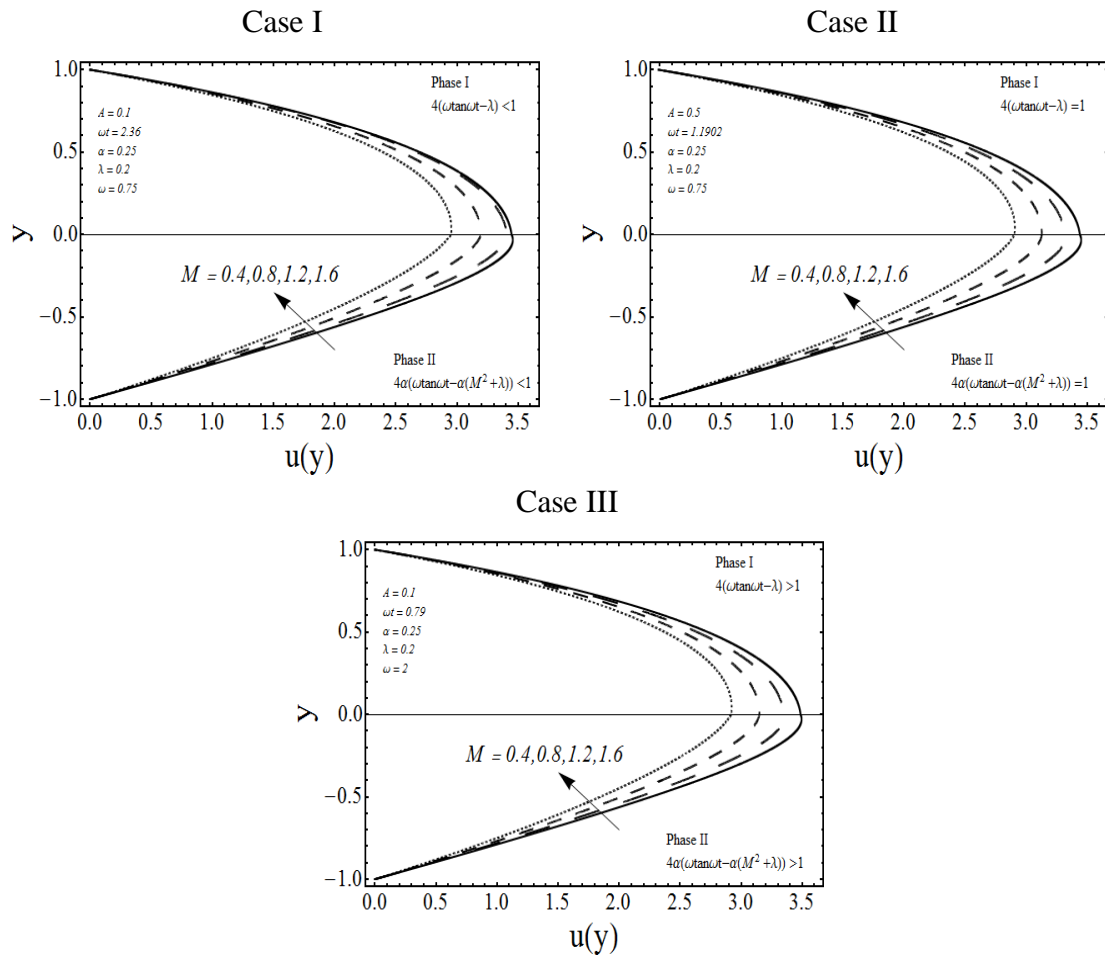 Case I
Case II
Phase I
4(ωtanωt−λ) <1
A = 0.1
ωt = 2.36
α = 0.25
λ = 0.2
ω = 0.75
M = 0.4,0.8,1.2,1.6
Phase II
4α(ωtanωt−α(M² +λ)) <1
1.0
0.5
0.0
−0.5
−1.0
y
0.0 0.5 1.0 1.5 2.0 2.5 3.0 3.5
u(y)
Phase I
4(ωtanωt−λ) =1
A = 0.5
ωt = 1.1902
α = 0.25
λ = 0.2
ω = 0.75
M = 0.4,0.8,1.2,1.6
Phase II
4α(ωtanωt−α(M² +λ)) =1
1.0
0.5
0.0
−0.5
−1.0
y
0.0 0.5 1.0 1.5 2.0 2.5 3.0 3.5
u(y)
Case III
Phase I
4(ωtanωt−λ) >1
A = 0.1
ωt = 0.79
α = 0.25
λ = 0.2
ω = 2
M = 0.4,0.8,1.2,1.6
Phase II
4α(ωtanωt−α(M² +λ)) >1
1.0
0.5
0.0
−0.5
−1.0
y
0.0 0.5 1.0 1.5 2.0 2.5 3.0 3.5
u(y)